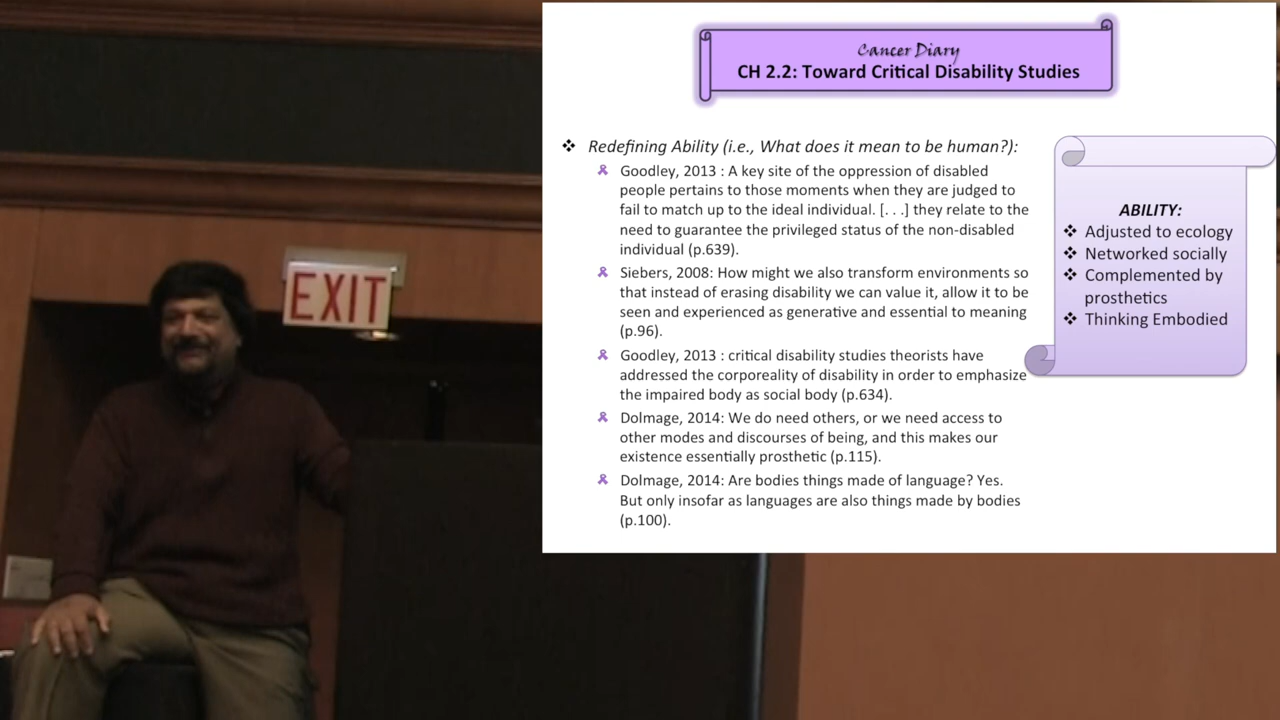 EXIT
Cancer Diary
CH 2.2: Toward Critical Disability Studies
❖ Redefining Ability (i.e., What does it mean to be human?):
Goodley, 2013 : A key site of the oppression of disabled
people pertains to those moments when they are judged to
fail to match up to the ideal individual. [. . .] they relate to the
need to guarantee the privileged status of the non-disabled
individual (p.639).
Siebers, 2008: How might we also transform environments so
that instead of erasing disability we can value it, allow it to be
seen and experienced as generative and essential to meaning
(p.96).
Goodley, 2013 : critical disability studies theorists have
addressed the corporeality of disability in order to emphasize
the impaired body as social body (p.634).
Dolmage, 2014: We do need others, or we need access to
other modes and discourses of being, and this makes our
existence essentially prosthetic (p.115).
Dolmage, 2014: Are bodies things made of language? Yes.
But only insofar as languages are also things made by bodies
(p.100).
ABILITY:
❖ Adjusted to ecology
❖ Networked socially
❖ Complemented by
prosthetics
❖ Thinking Embodied